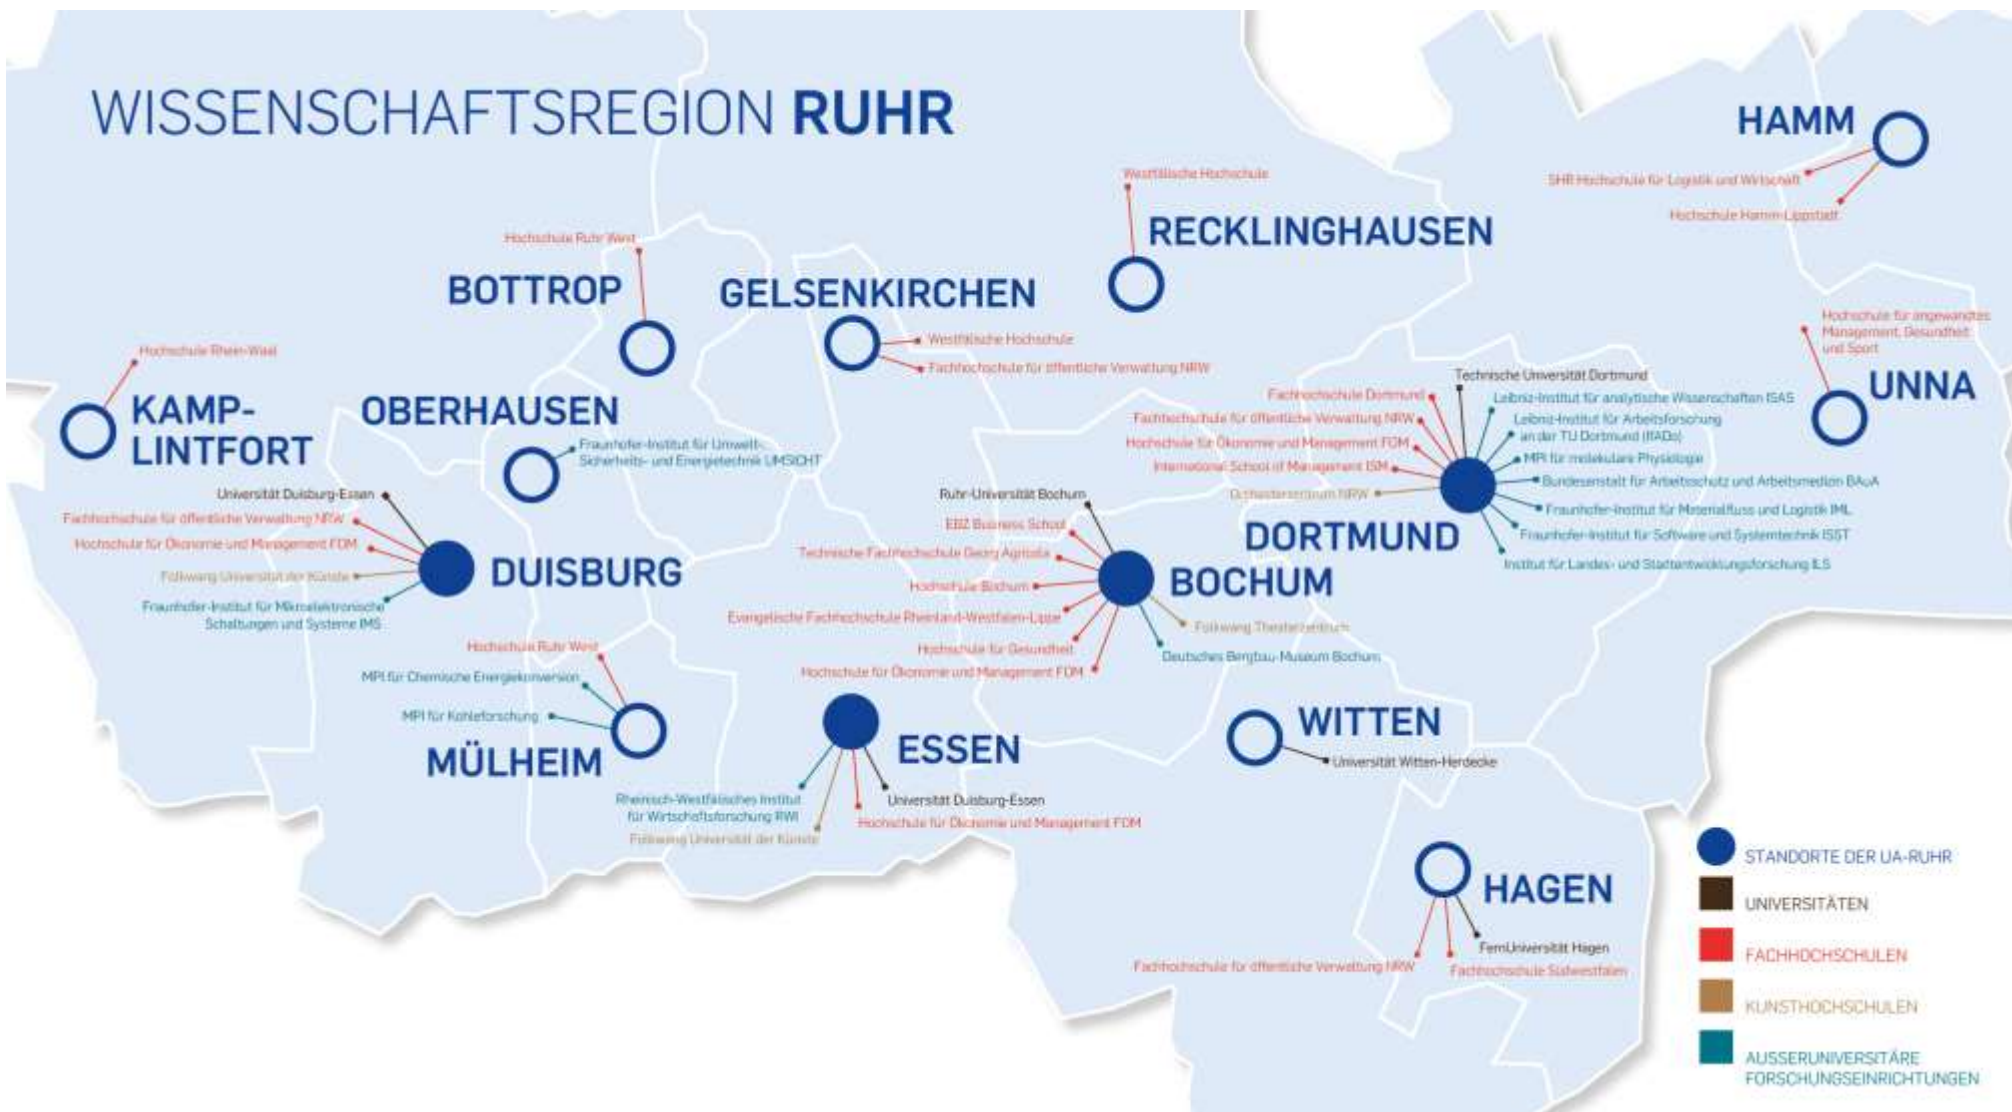 WISSENSCHAFTSREGION RUHR
HAMM
SHR Hochschule für Logistik und Wirtschaft
Hochschule Hamm-Lippstadt
Westfälische Hochschule
RECKLINGHAUSEN
Hochschule Ruhr West
BOTTROP
GELSENKIRCHEN
Westfälische Hochschule
Fachhochschule für öffentliche Verwaltung NRW
Hochschule für angewandtes
Management, Gesundheit
und Sport
UNNA
Hochschule Rhein-Waal
KAMP-
LINTFORT
OBERHAUSEN
Fraunhofer-Institut für Umwelt-,
Sicherheits- und Energietechnik UMSICHT
Technische Universität Dortmund
Fachhochschule Dortmund
Fachhochschule für öffentliche Verwaltung NRW
Hochschule für Ökonomie und Management FOM
International School of Management ISM
Orchesterzentrum NRW
DORTMUND
Leibniz-Institut für analytische Wissenschaften ISAS
Leibniz-Institut für Arbeitsforschung
an der TU Dortmund (IfADo)
MPI für molekulare Physiologie
Bundesanstalt für Arbeitsschutz und Arbeitsmedizin BAuA
Fraunhofer-Institut für Materialfluss und Logistik IML
Fraunhofer-Institut für Software und Systemtechnik ISST
Institut für Landes- und Stadtentwicklungsforschung ILS
Universität Duisburg-Essen
Fachhochschule für öffentliche Verwaltung NRW
Hochschule für Ökonomie und Management FOM
Folkwang Universität der Künste
Fraunhofer-Institut für Mikroelektronische
Schaltungen und Systeme IMS
DUISBURG
Ruhr-Universität Bochum
EBZ Business School
Technische Fachhochschule Georg Agricola
Hochschule Bochum
Evangelische Fachhochschule Rheinland-Westfalen-Lippe
Hochschule für Gesundheit
Hochschule für Ökonomie und Management FOM
BOCHUM
Folkwang Theaterzentrum
Deutsches Bergbau-Museum Bochum
Hochschule Ruhr West
MPI für Chemische Energiekonversion
MPI für Kohleforschung
MÜLHEIM
ESSEN
Rheinisch-Westfälisches Institut
für Wirtschaftsforschung RWI
Folkwang Universität der Künste
Universität Duisburg-Essen
Hochschule für Ökonomie und Management FOM
WITTEN
Universität Witten-Herdecke
HAGEN
FernUniversität Hagen
Fachhochschule für öffentliche Verwaltung NRW
Fachhochschule Südwestfalen
STANDORTE DER UA-RUHR
UNIVERSITÄTEN
FACHHOCHSCHULEN
KUNSTHOCHSCHULEN
AUSSERUNIVERSITÄRE
FORSCHUNGSEINRICHTUNGEN